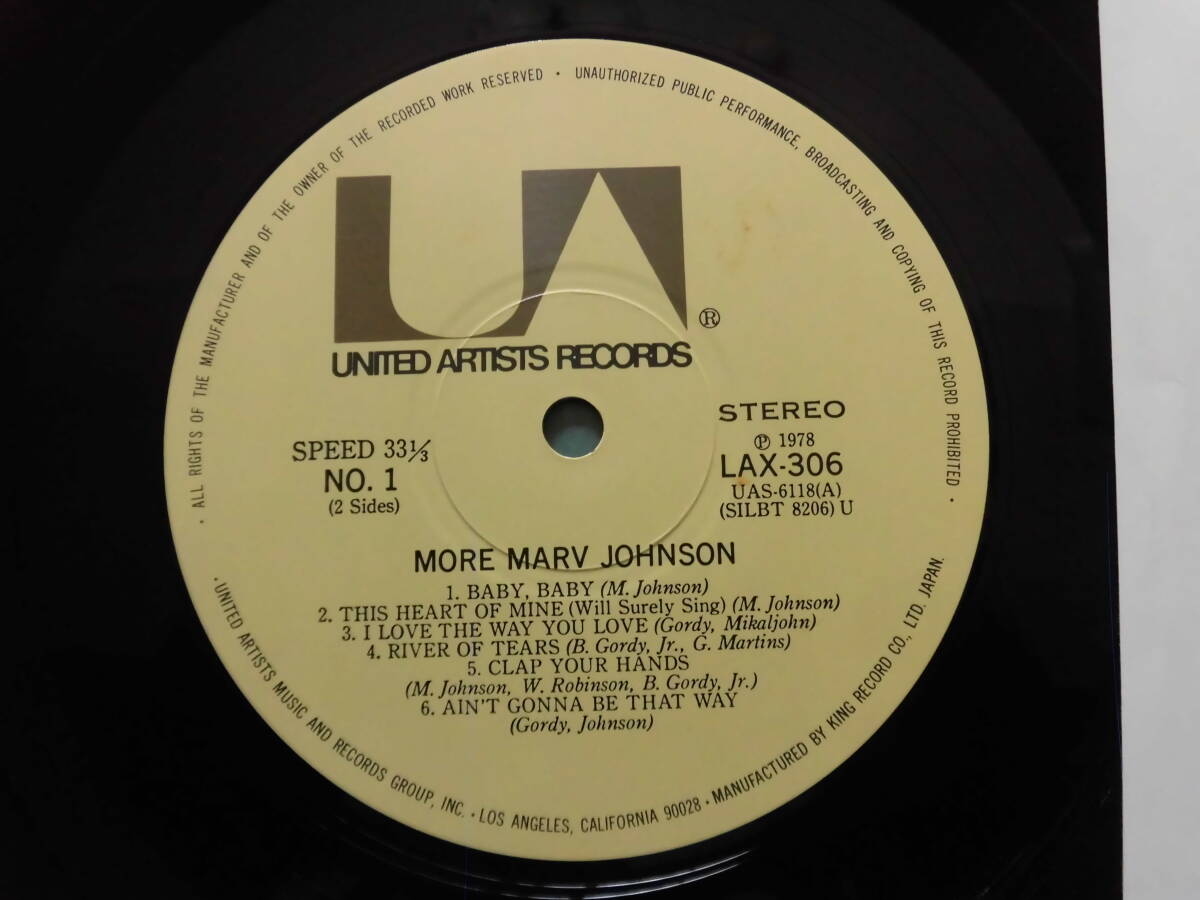 · ALL RIGHTS OF THE MANUFACTURER AND OF THE OWNER OF THE RECORDED WORK RESERVED · UNAUTHORIZED PUBLIC PERFORMANCE, BROADCASTING AND COPYING OF THIS RECORD PROHIBITED ·
UA
®
UNITED ARTISTS RECORDS
SPEED 33⅓
NO. 1
(2 Sides)
STEREO
Ⓟ 1978
LAX-306
UAS-6118(A)
(SILBT 8206) U
MORE MARV JOHNSON
1. BABY, BABY (M. Johnson)
2. THIS HEART OF MINE (Will Surely Sing) (M. Johnson)
3. I LOVE THE WAY YOU LOVE (Gordy, Mikaljohn)
4. RIVER OF TEARS (B. Gordy, Jr., G. Martins)
5. CLAP YOUR HANDS
(M. Johnson, W. Robinson, B. Gordy, Jr.)
6. AIN'T GONNA BE THAT WAY
(Gordy, Johnson)
· UNITED ARTISTS MUSIC AND RECORDS GROUP, INC. · LOS ANGELES, CALIFORNIA 90028 · MANUFACTURED BY KING RECORD CO., LTD. JAPAN.